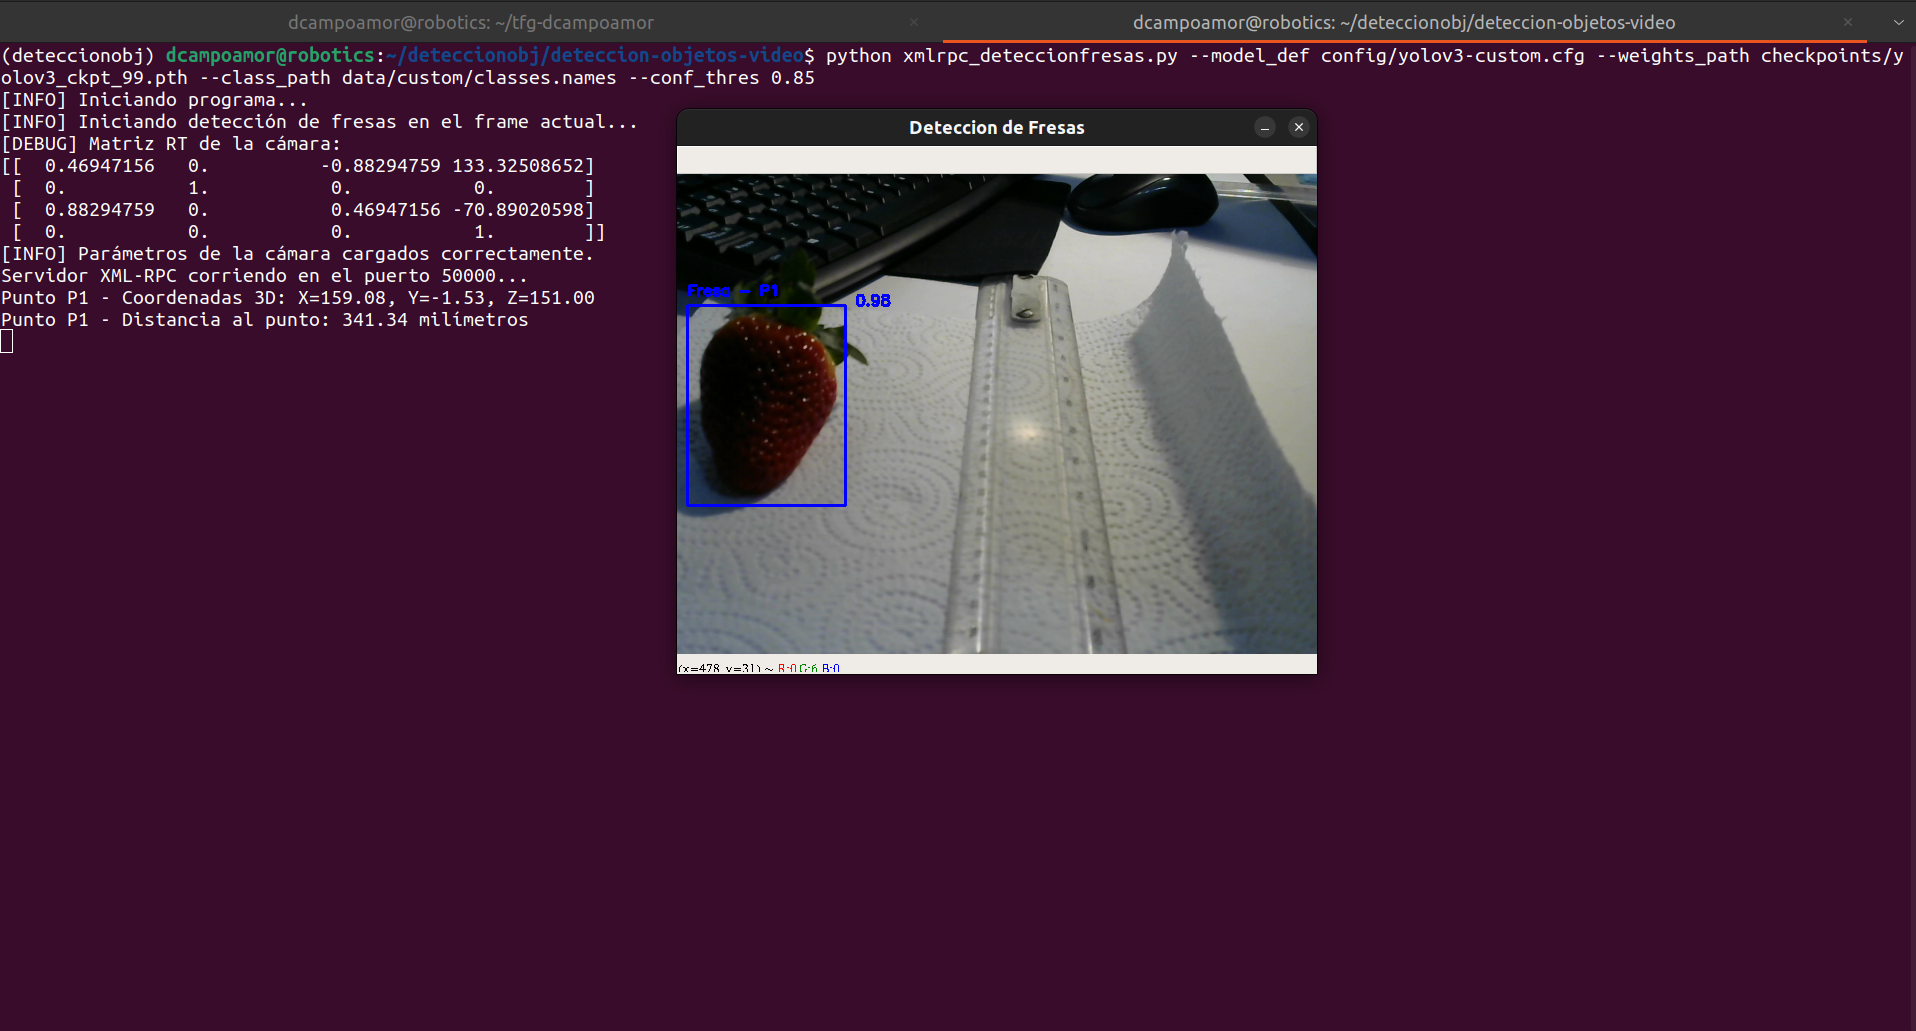 dcampoamor@robotics: ~/tfg-dcampoamor
dcampoamor@robotics: ~/deteccionobj/deteccion-objetos-video
(deteccionobj) dcampoamor@robotics:~/deteccionobj/deteccion-objetos-video$ python xmlrpc_deteccionfresas.py --model_def config/yolov3-custom.cfg --weights_path checkpoints/y
olov3_ckpt_99.pth --class_path data/custom/classes.names --conf_thres 0.85
[INFO] Iniciando programa...
[INFO] Iniciando detección de fresas en el frame actual...
[DEBUG] Matriz RT de la cámara:
[[  0.46947156   0.          -0.88294759 133.32508652]
[   0.           1.           0.           0.        ]
[   0.88294759   0.           0.46947156 -70.89020598]
[   0.           0.           0.           1.        ]]
[INFO] Parámetros de la cámara cargados correctamente.
Servidor XML-RPC corriendo en el puerto 50000...
Punto P1 - Coordenadas 3D: X=159.08, Y=-1.53, Z=151.00
Punto P1 - Distancia al punto: 341.34 milímetros
Deteccion de Fresas
Fresa - P1
0.98
(x=478, y=31) ~ R:0 G:6 B:0